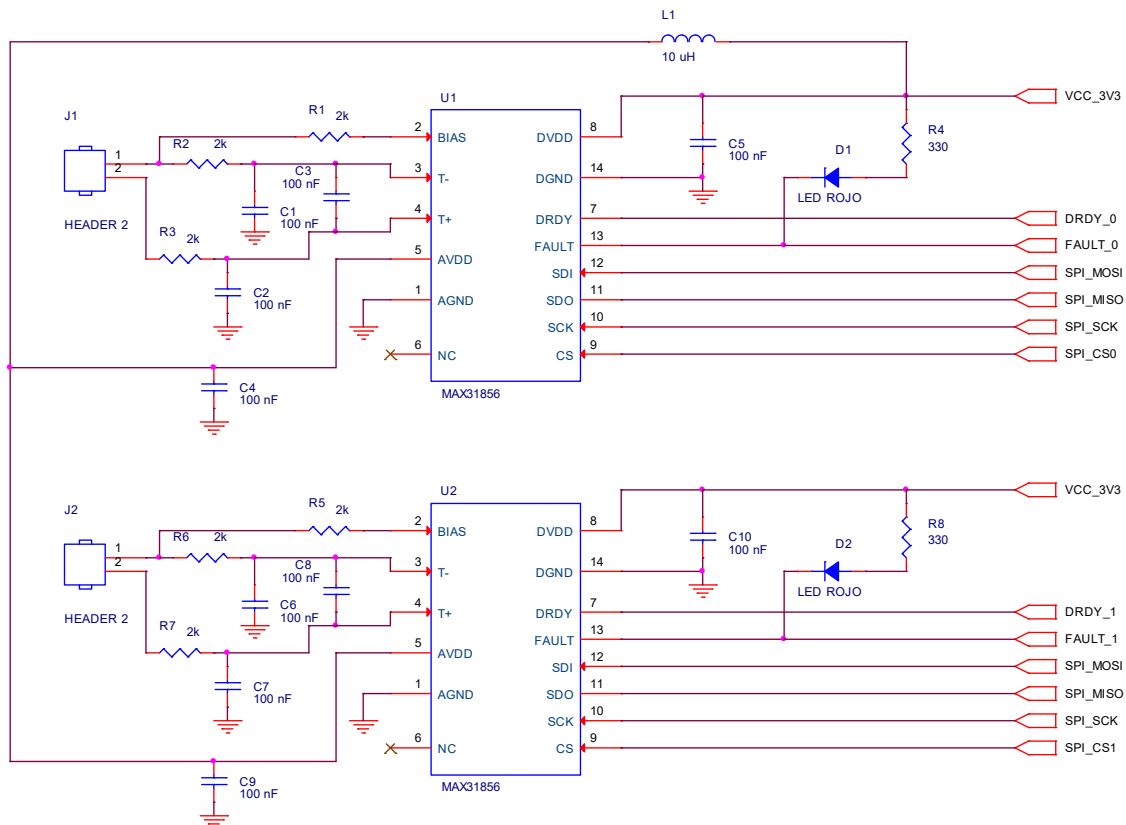 L1
10 uH
VCC_3V3
J1
1
2
HEADER 2
R1
2k
R2
2k
C3
100 nF
C1
100 nF
R3
2k
C2
100 nF
C4
100 nF
U1
2
BIAS
3
T-
4
T+
5
AVDD
1
AGND
6
NC
DVDD
8
DGND
14
DRDY
7
FAULT
13
SDI
12
SDO
11
SCK
10
CS
9
MAX31856
C5
100 nF
D1
LED ROJO
R4
330
DRDY_0
FAULT_0
SPI_MOSI
SPI_MISO
SPI_SCK
SPI_CS0
J2
1
2
HEADER 2
R5
2k
R6
2k
C8
100 nF
C6
100 nF
R7
2k
C7
100 nF
C9
100 nF
U2
2
BIAS
3
T-
4
T+
5
AVDD
1
AGND
6
NC
DVDD
8
DGND
14
DRDY
7
FAULT
13
SDI
12
SDO
11
SCK
10
CS
9
MAX31856
VCC_3V3
C10
100 nF
D2
LED ROJO
R8
330
DRDY_1
FAULT_1
SPI_MOSI
SPI_MISO
SPI_SCK
SPI_CS1